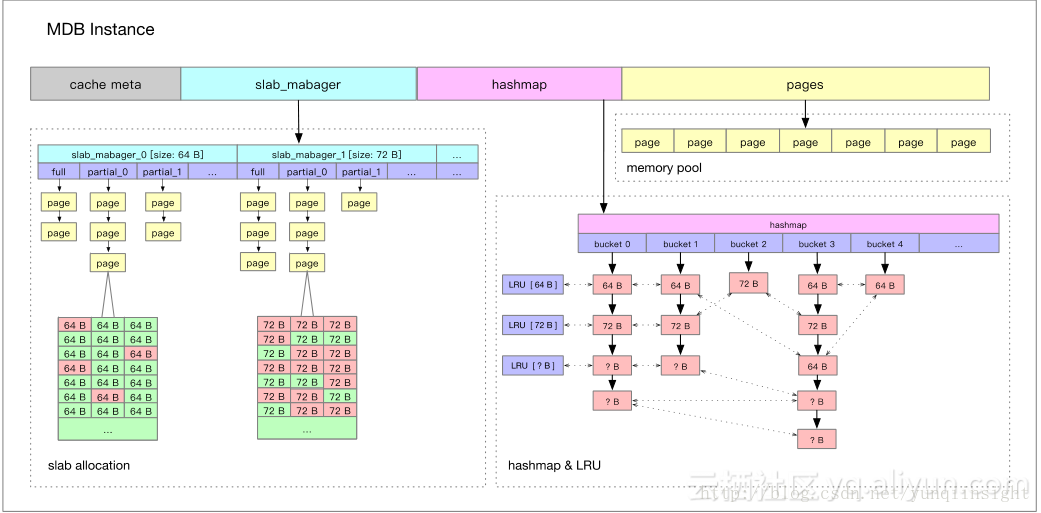 MDB Instance
cache meta slab_mabager hashmap pages
page page page page page page page
memory pool
slab_mabager_0 [size: 64 B] slab_mabager_1 [size: 72 B] ...
full partial_0 partial_1 ... full partial_0 partial_1 ... ...
page page page page page page
page page page page page
page page page
64 B 64 B 64 B
64 B 64 B 64 B
64 B 64 B 64 B
64 B 64 B 64 B
64 B 64 B 64 B
64 B 64 B 64 B
64 B 64 B 64 B
...
72 B 72 B 72 B
72 B 72 B 72 B
72 B 72 B 72 B
72 B 72 B 72 B
72 B 72 B 72 B
72 B 72 B 72 B
72 B 72 B 72 B
...
slab allocation
hashmap
bucket 0 bucket 1 bucket 2 bucket 3 bucket 4 ...
LRU [ 64 B ] 64 B 64 B 72 B 64 B 64 B
LRU [ 72 B ] 72 B 72 B 72 B
LRU [ ? B ] ? B ? B 64 B
? B ? B
? B
hashmap & LRU
云栖社区 yq.aliyun.com
http://blog.csdn.net/yunqiinsight